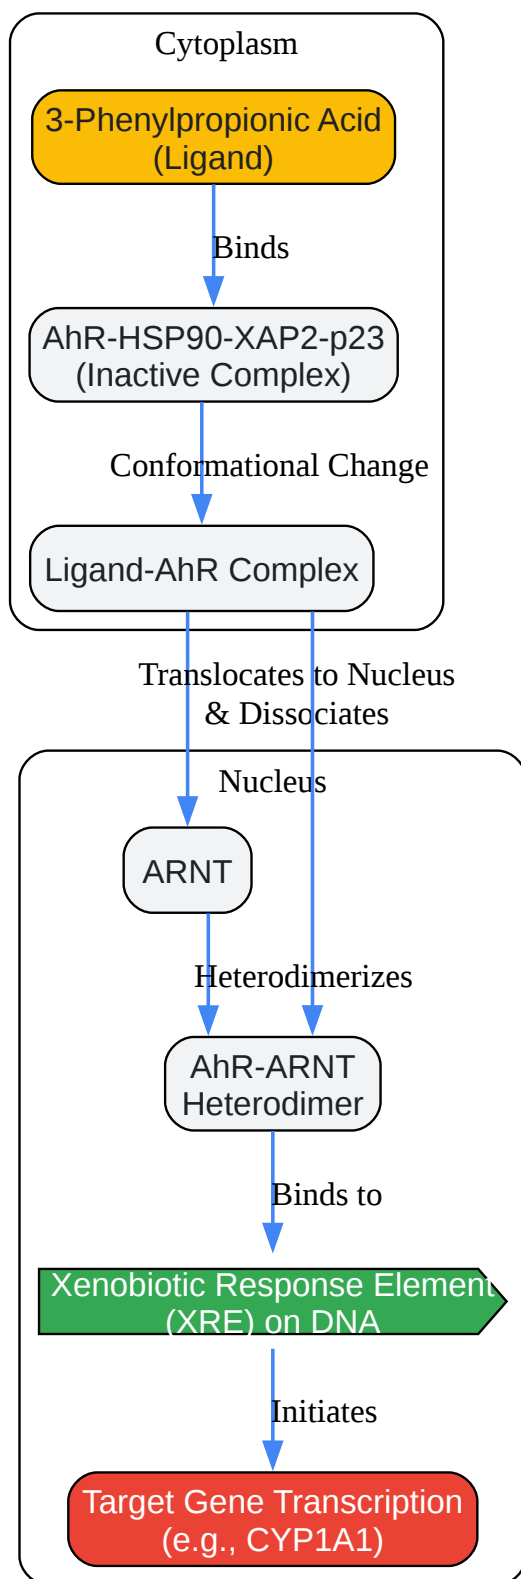 Cytoplasm
3-Phenylpropionic Acid
(Ligand)
Binds
AhR-HSP90-XAP2-p23
(Inactive Complex)
Conformational Change
Ligand-AhR Complex
Translocates to Nucleus
& Dissociates
Nucleus
ARNT
Heterodimerizes
AhR-ARNT
Heterodimer
Binds to
Xenobiotic Response Element
(XRE) on DNA
Initiates
Target Gene Transcription
(e.g., CYP1A1)